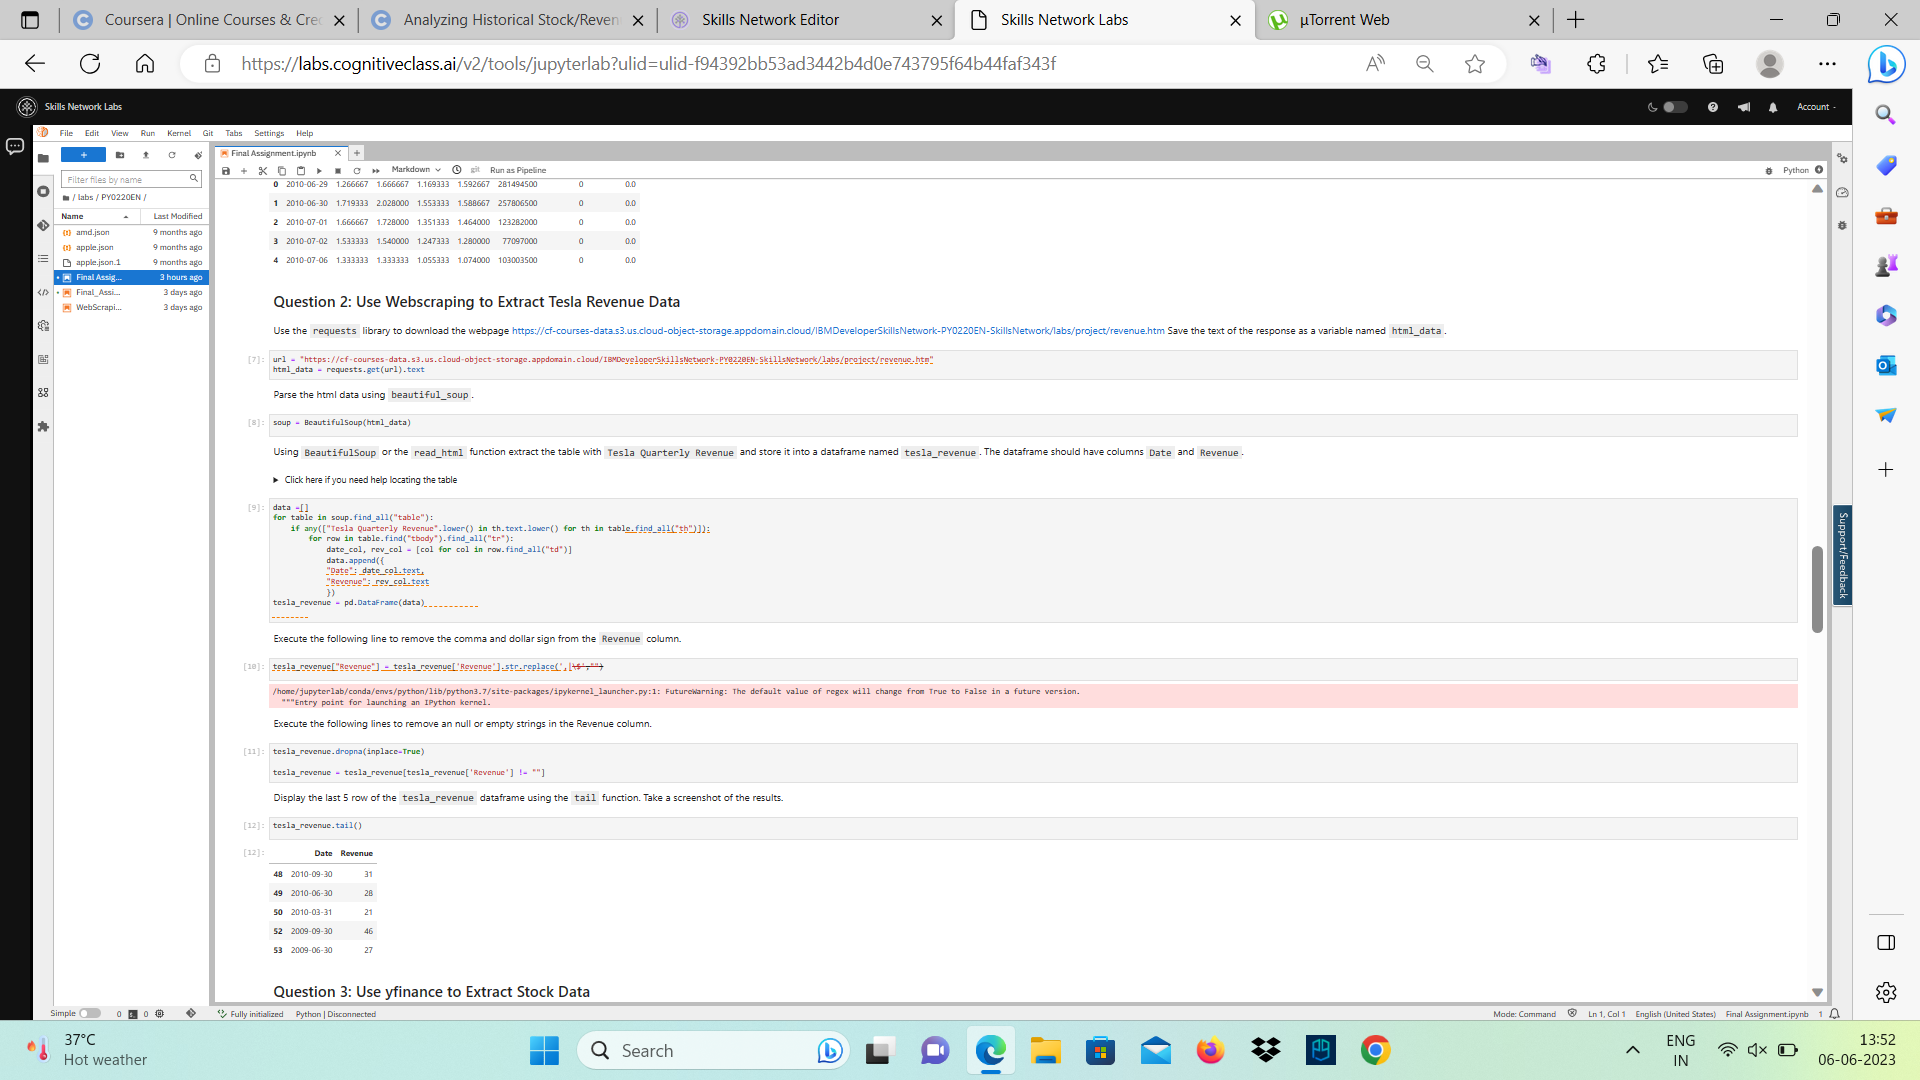 Coursera | Online Courses & Cre
Analyzing Historical Stock/Reven
Skills Network Editor
Skills Network Labs
µTorrent Web
https://labs.cognitiveclass.ai/v2/tools/jupyterlab?ulid=ulid-f94392bb53ad3442b4d0e743795f64b44faf343f
Skills Network Labs
Account
File Edit View Run Kernel Git Tabs Settings Help
Final Assignment.ipynb
Filter files by name
Markdown git Run as Pipeline
Python
/ labs / PY0220EN /
Name Last Modified
amd.json 9 months ago
apple.json 9 months ago
apple.json.1 9 months ago
Final Assig... 3 hours ago
Final_Assi... 3 days ago
WebScrapi... 3 days ago
0 2010-06-29 1.266667 1.666667 1.169333 1.592667 281494500 0 0.0
1 2010-06-30 1.719333 2.028000 1.553333 1.588667 257806500 0 0.0
2 2010-07-01 1.666667 1.728000 1.351333 1.464000 123282000 0 0.0
3 2010-07-02 1.533333 1.540000 1.247333 1.280000 77097000 0 0.0
4 2010-07-06 1.333333 1.333333 1.055333 1.074000 103003500 0 0.0
Question 2: Use Webscraping to Extract Tesla Revenue Data
Use the requests library to download the webpage https://cf-courses-data.s3.us.cloud-object-storage.appdomain.cloud/IBMDeveloperSkillsNetwork-PY0220EN-SkillsNetwork/labs/project/revenue.htm Save the text of the response as a variable named html_data.
[7]: url = "https://cf-courses-data.s3.us.cloud-object-storage.appdomain.cloud/IBMDeveloperSkillsNetwork-PY0220EN-SkillsNetwork/labs/project/revenue.htm"
html_data = requests.get(url).text
Parse the html data using beautiful_soup.
[8]: soup = BeautifulSoup(html_data)
Using BeautifulSoup or the read_html function extract the table with Tesla Quarterly Revenue and store it into a dataframe named tesla_revenue. The dataframe should have columns Date and Revenue.
Click here if you need help locating the table
[9]: data =[]
for table in soup.find_all("table"):
if any(["Tesla Quarterly Revenue".lower() in th.text.lower() for th in table.find_all("th")]):
for row in table.find("tbody").find_all("tr"):
date_col, rev_col = [col for col in row.find_all("td")]
data.append({
"Date": date_col.text,
"Revenue": rev_col.text
})
tesla_revenue = pd.DataFrame(data)
Execute the following line to remove the comma and dollar sign from the Revenue column.
[10]: tesla_revenue["Revenue"] = tesla_revenue['Revenue'].str.replace(',|\$',"")
/home/jupyterlab/conda/envs/python/lib/python3.7/site-packages/ipykernel_launcher.py:1: FutureWarning: The default value of regex will change from True to False in a future version.
"""Entry point for launching an IPython kernel.
Execute the following lines to remove an null or empty strings in the Revenue column.
[11]: tesla_revenue.dropna(inplace=True)
tesla_revenue = tesla_revenue[tesla_revenue['Revenue'] != ""]
Display the last 5 row of the tesla_revenue dataframe using the tail function. Take a screenshot of the results.
[12]: tesla_revenue.tail()
[12]: Date Revenue
48 2010-09-30 31
49 2010-06-30 28
50 2010-03-31 21
52 2009-09-30 46
53 2009-06-30 27
Question 3: Use yfinance to Extract Stock Data
Support/Feedback
Simple 0 0 Fully initialized Python | Disconnected Mode: Command Ln 1, Col 1 English (United States) Final Assignment.ipynb 1
37°C
Hot weather
Search
ENG
IN
13:52
06-06-2023